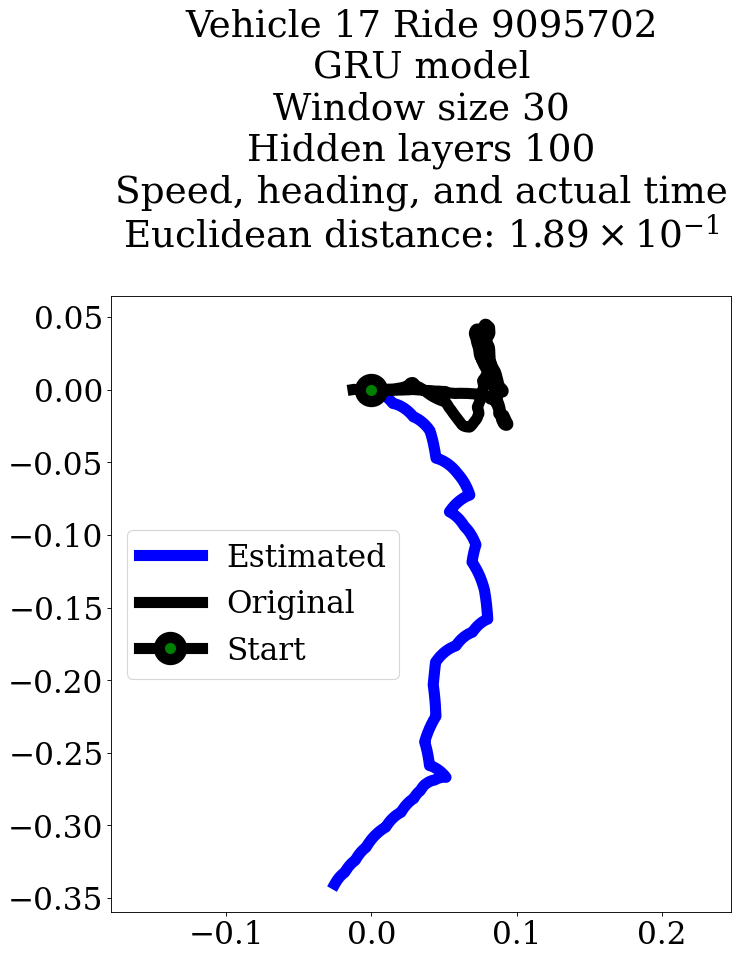 Vehicle 17 Ride 9095702
GRU model
Window size 30
Hidden layers 100
Speed, heading, and actual time
Euclidean distance: 1.89 × 10⁻¹
0.05
0.00
−0.05
−0.10
−0.15
−0.20
−0.25
−0.30
−0.35
Estimated
Original
Start
−0.1
0.0
0.1
0.2